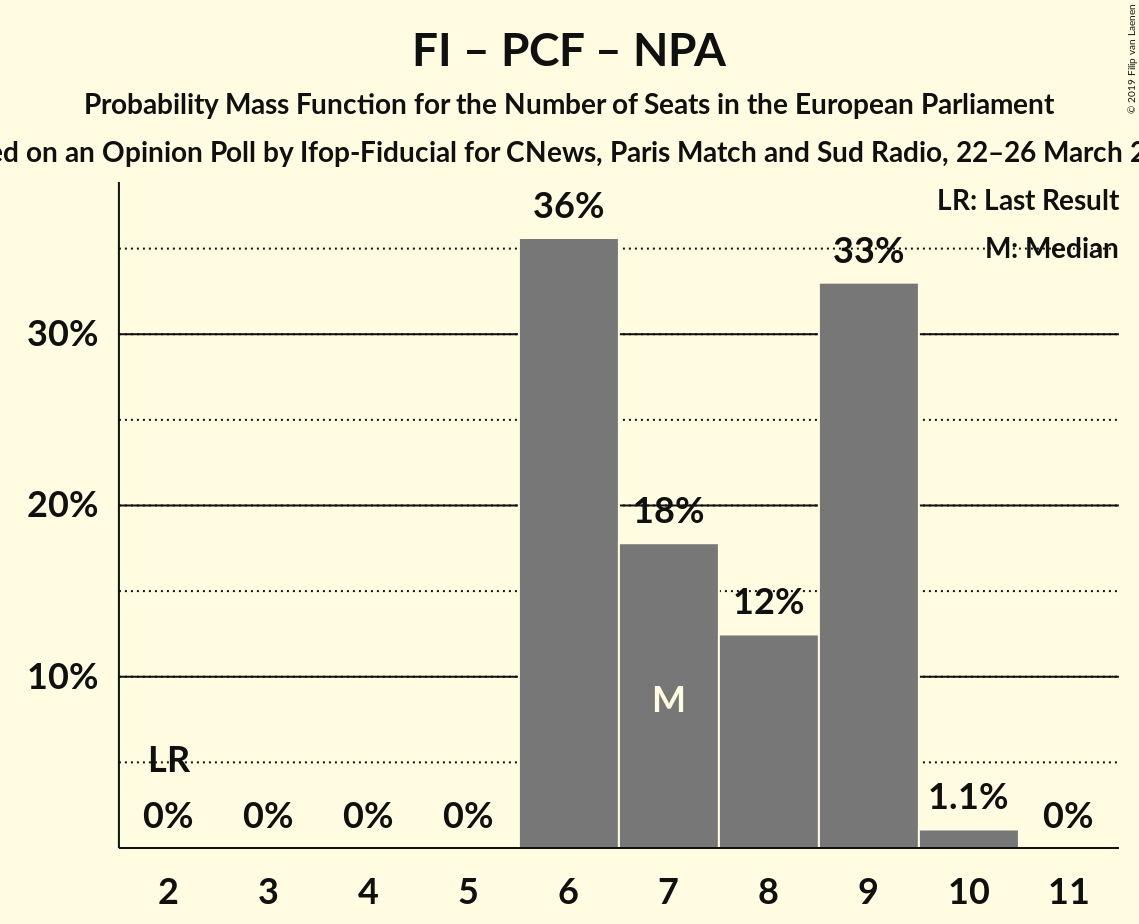 FI – PCF – NPA
Probability Mass Function for the Number of Seats in the European Parliament
on an Opinion Poll by Ifop-Fiducial for CNews, Paris Match and Sud Radio, 22–26 March
© 2019 Filip van Laenen
LR: Last Result
M: Median
36%
33%
30%
20%
18%
12%
10%
M
LR
1.1%
0% 0% 0% 0% 0%
2 3 4 5 6 7 8 9 10 11